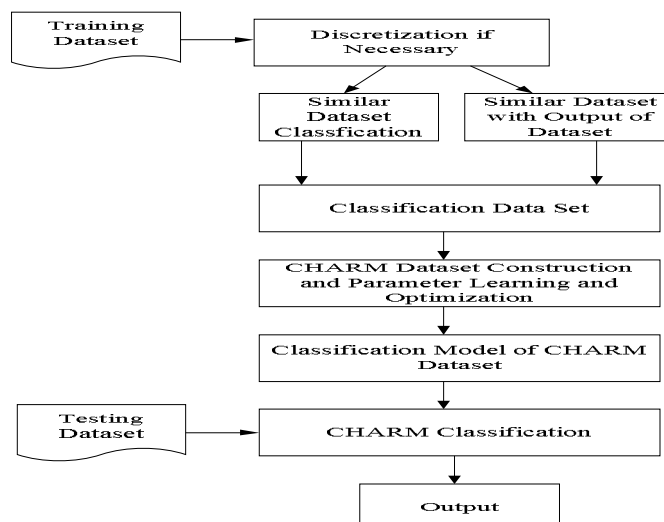 Training
Dataset
Discretization if
Necessary
Similar
Dataset
Classfication
Similar Dataset
with Output of
Dataset
Classification Data Set
CHARM Dataset Construction
and Parameter Learning and
Optimization
Classification Model of CHARM
Dataset
Testing
Dataset
CHARM Classification
Output